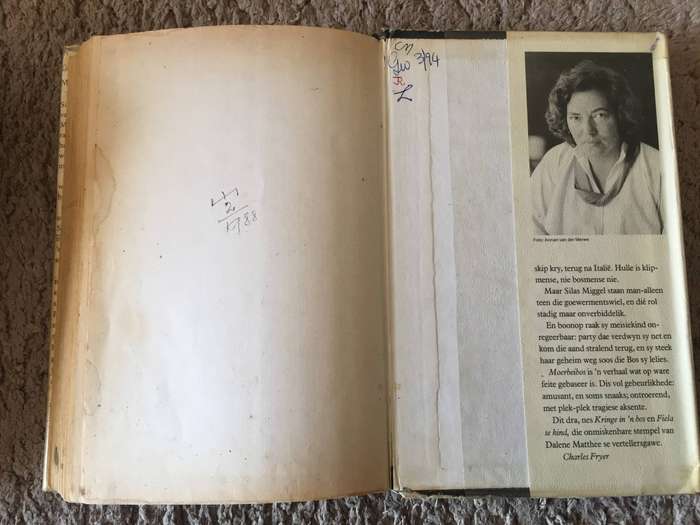 2
CM
3/94
R
L
Foto: Annari van der Merwe
skip kry, terug na Italië. Hulle is klip-
mense, nie bosmense nie.
Maar Silas Miggel staan man-alleen
teen die goewermentswiel, en dié rol
stadig maar onverbiddelik.
En boonop raak sy meisiekind on-
regeerbaar: party dae verdwyn sy net en
kom die aand stralend terug, en sy steek
haar geheim weg soos die Bos sy lelies.
Moerbeibos is 'n verhaal wat op ware
feite gebaseer is. Dis vol gebeurlikhede:
amusant, en soms snaaks; ontroerend,
met plek-plek tragiese aksente.
Dit dra, nes Kringe in 'n bos en Fiela
se kind, die onmiskenbare stempel van
Dalene Matthee se vertellersgawe.
Charles Fryer